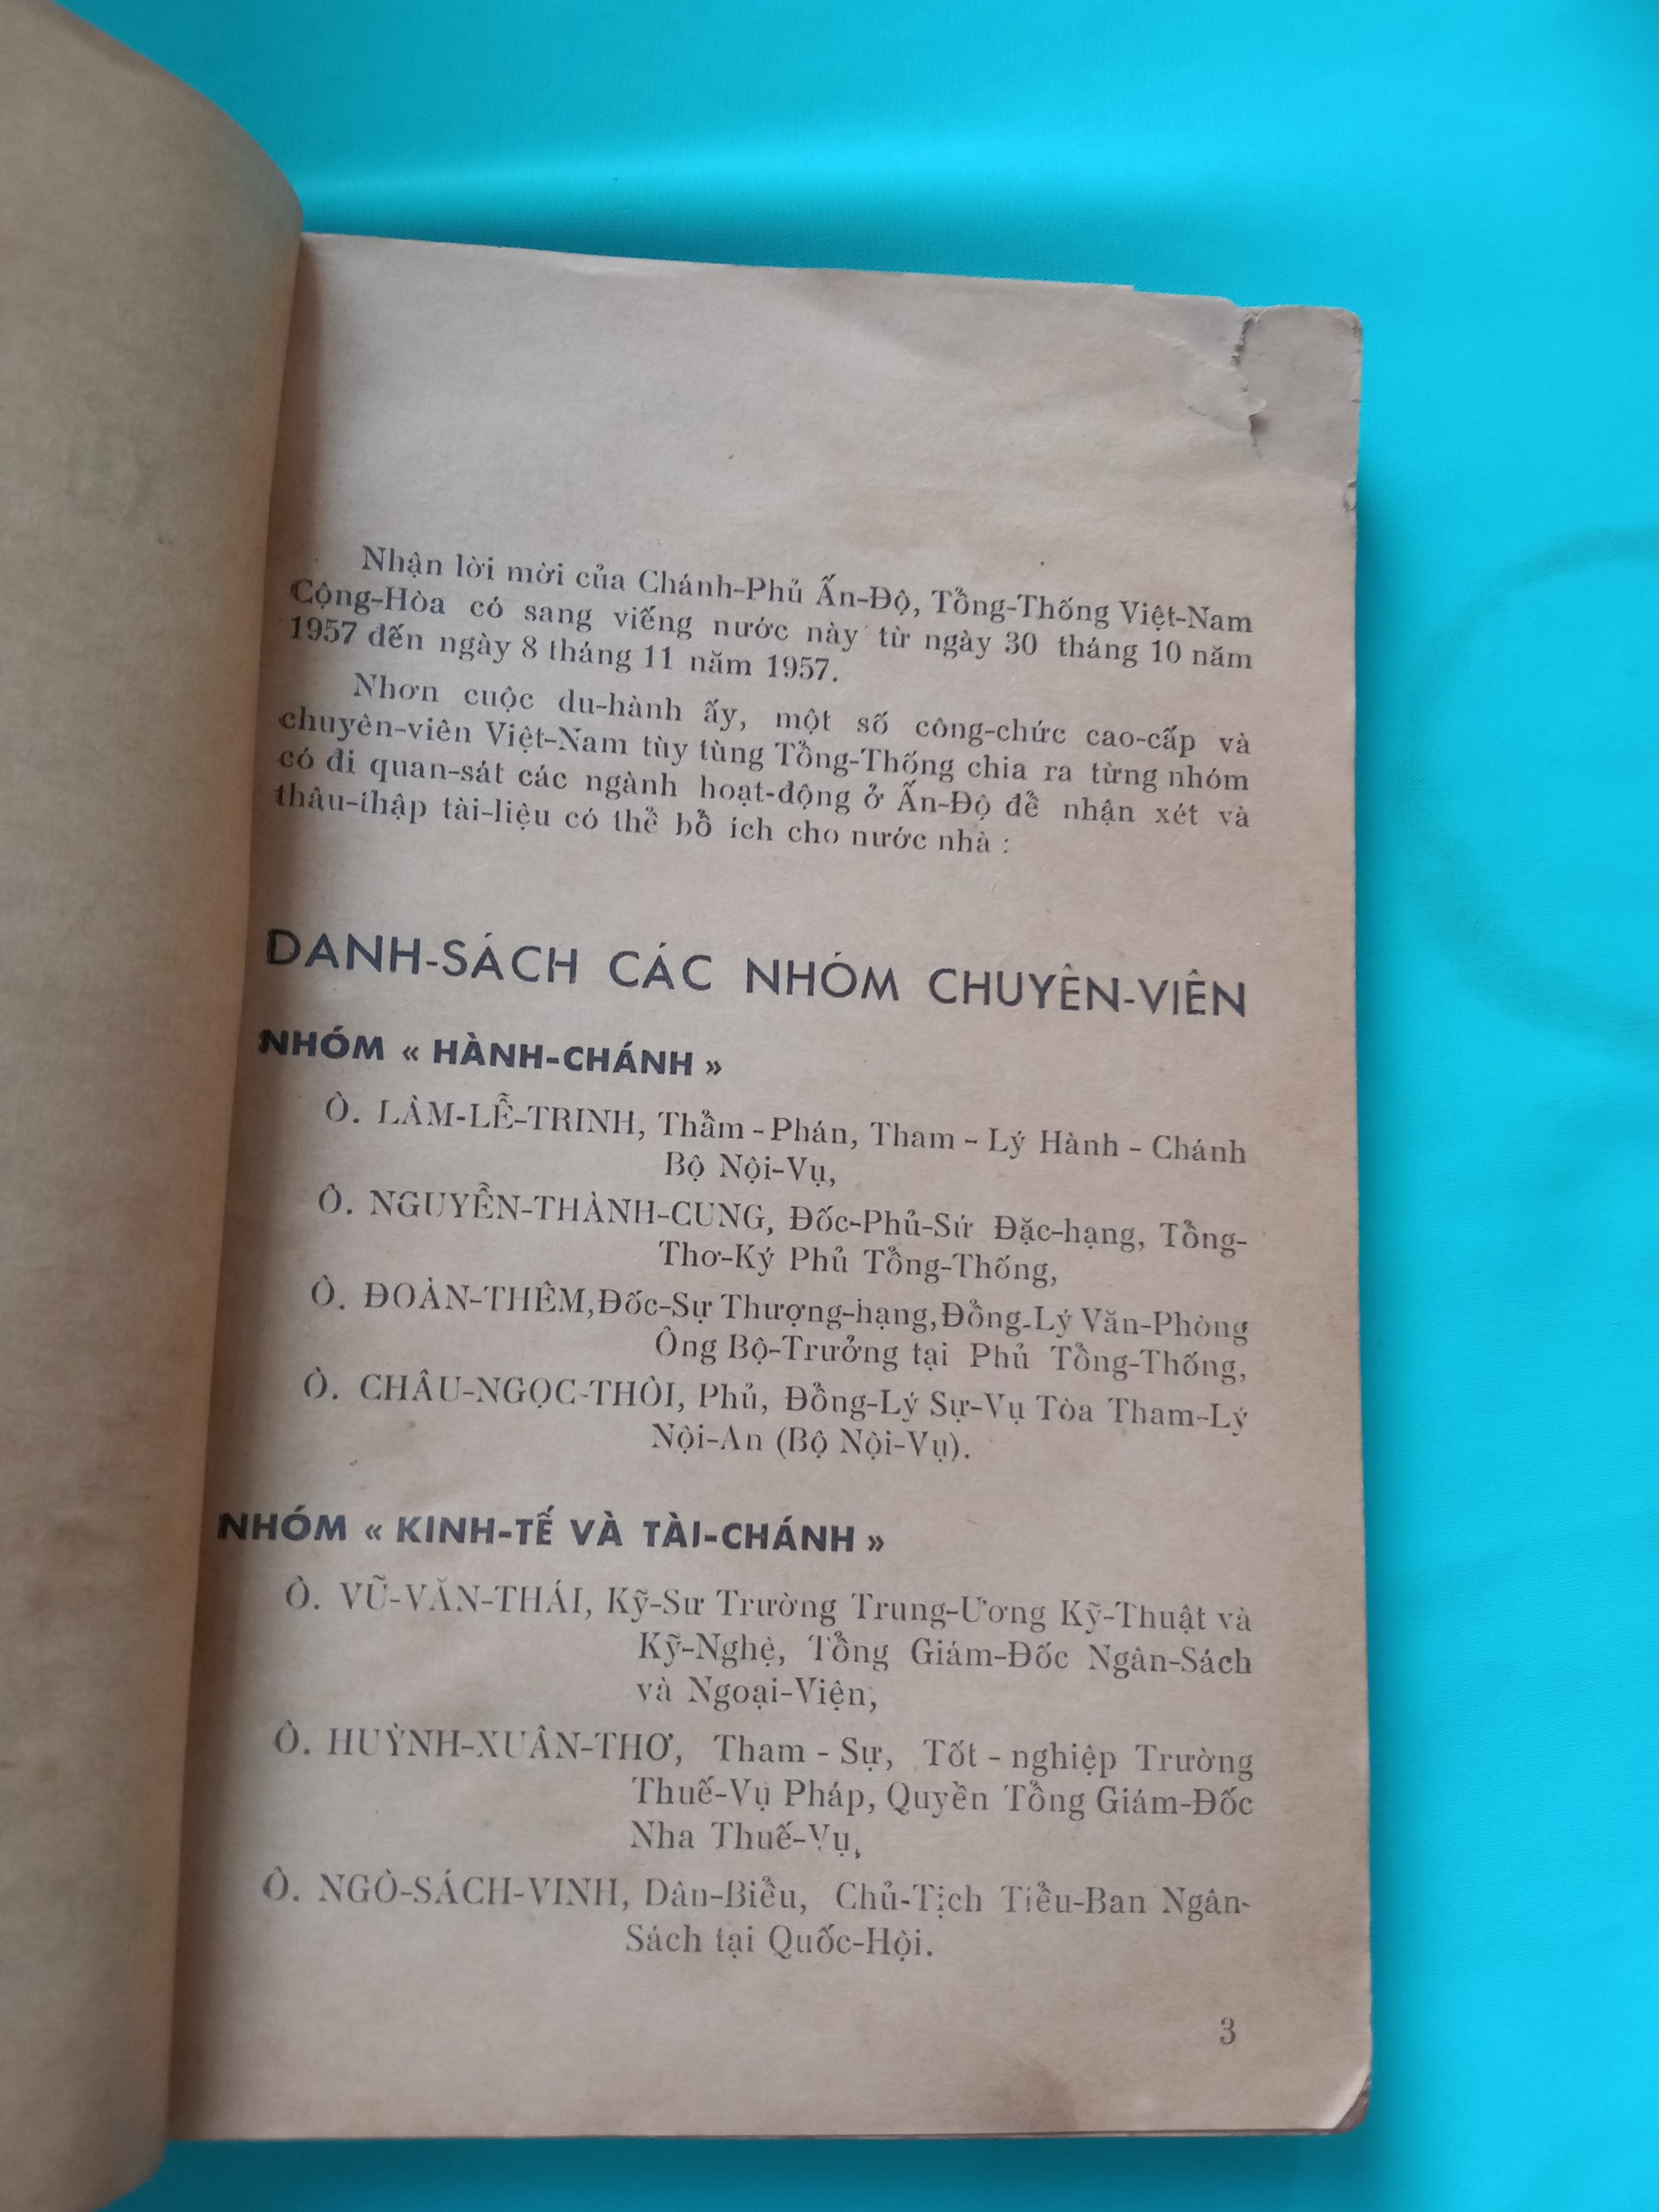 Nhận lời mời của Chánh-Phủ Ấn-Độ, Tổng-Thống Việt-Nam
Cộng-Hòa có sang viếng nước này từ ngày 30 tháng 10 năm
1957 đến ngày 8 tháng 11 năm 1957.
Nhơn cuộc du-hành ấy, một số công-chức cao-cấp và
chuyên-viên Việt-Nam tùy tùng Tổng-Thống chia ra từng nhóm
có đi quan-sát các ngành hoạt-động ở Ấn-Độ để nhận xét và
thâu-thập tài-liệu có thể bổ ích cho nước nhà :
DANH-SÁCH CÁC NHÓM CHUYÊN-VIÊN
NHÓM « HÀNH-CHÁNH »
Ô. LÂM-LỄ-TRINH, Thẩm - Phán, Tham - Lý Hành - Chánh
Bộ Nội-Vụ,
Ô. NGUYỄN-THÀNH-CUNG, Đốc-Phủ-Sứ Đặc-hạng, Tổng-
Thơ-Ký Phủ Tổng-Thống,
Ô. ĐOÀN-THÊM, Đốc-Sự Thượng-hạng, Đổng-Lý Văn-Phòng
Ông Bộ-Trưởng tại Phủ Tổng-Thống,
Ô. CHÂU-NGỌC-THÔI, Phủ, Đổng-Lý Sự-Vụ Tòa Tham-Lý
Nội-An (Bộ Nội-Vụ).
NHÓM « KINH-TẾ VÀ TÀI-CHÁNH »
Ô. VŨ-VĂN-THÁI, Kỹ-Sư Trường Trung-Ương Kỹ-Thuật và
Kỹ-Nghệ, Tổng Giám-Đốc Ngân-Sách
và Ngoại-Viện,
Ô. HUỲNH-XUÂN-THƠ, Tham - Sự, Tốt - nghiệp Trường
Thuế-Vụ Pháp, Quyền Tổng Giám-Đốc
Nha Thuế-Vụ,
Ô. NGÔ-SÁCH-VINH, Dân-Biểu, Chủ-Tịch Tiểu-Ban Ngân-
Sách tại Quốc-Hội.
3